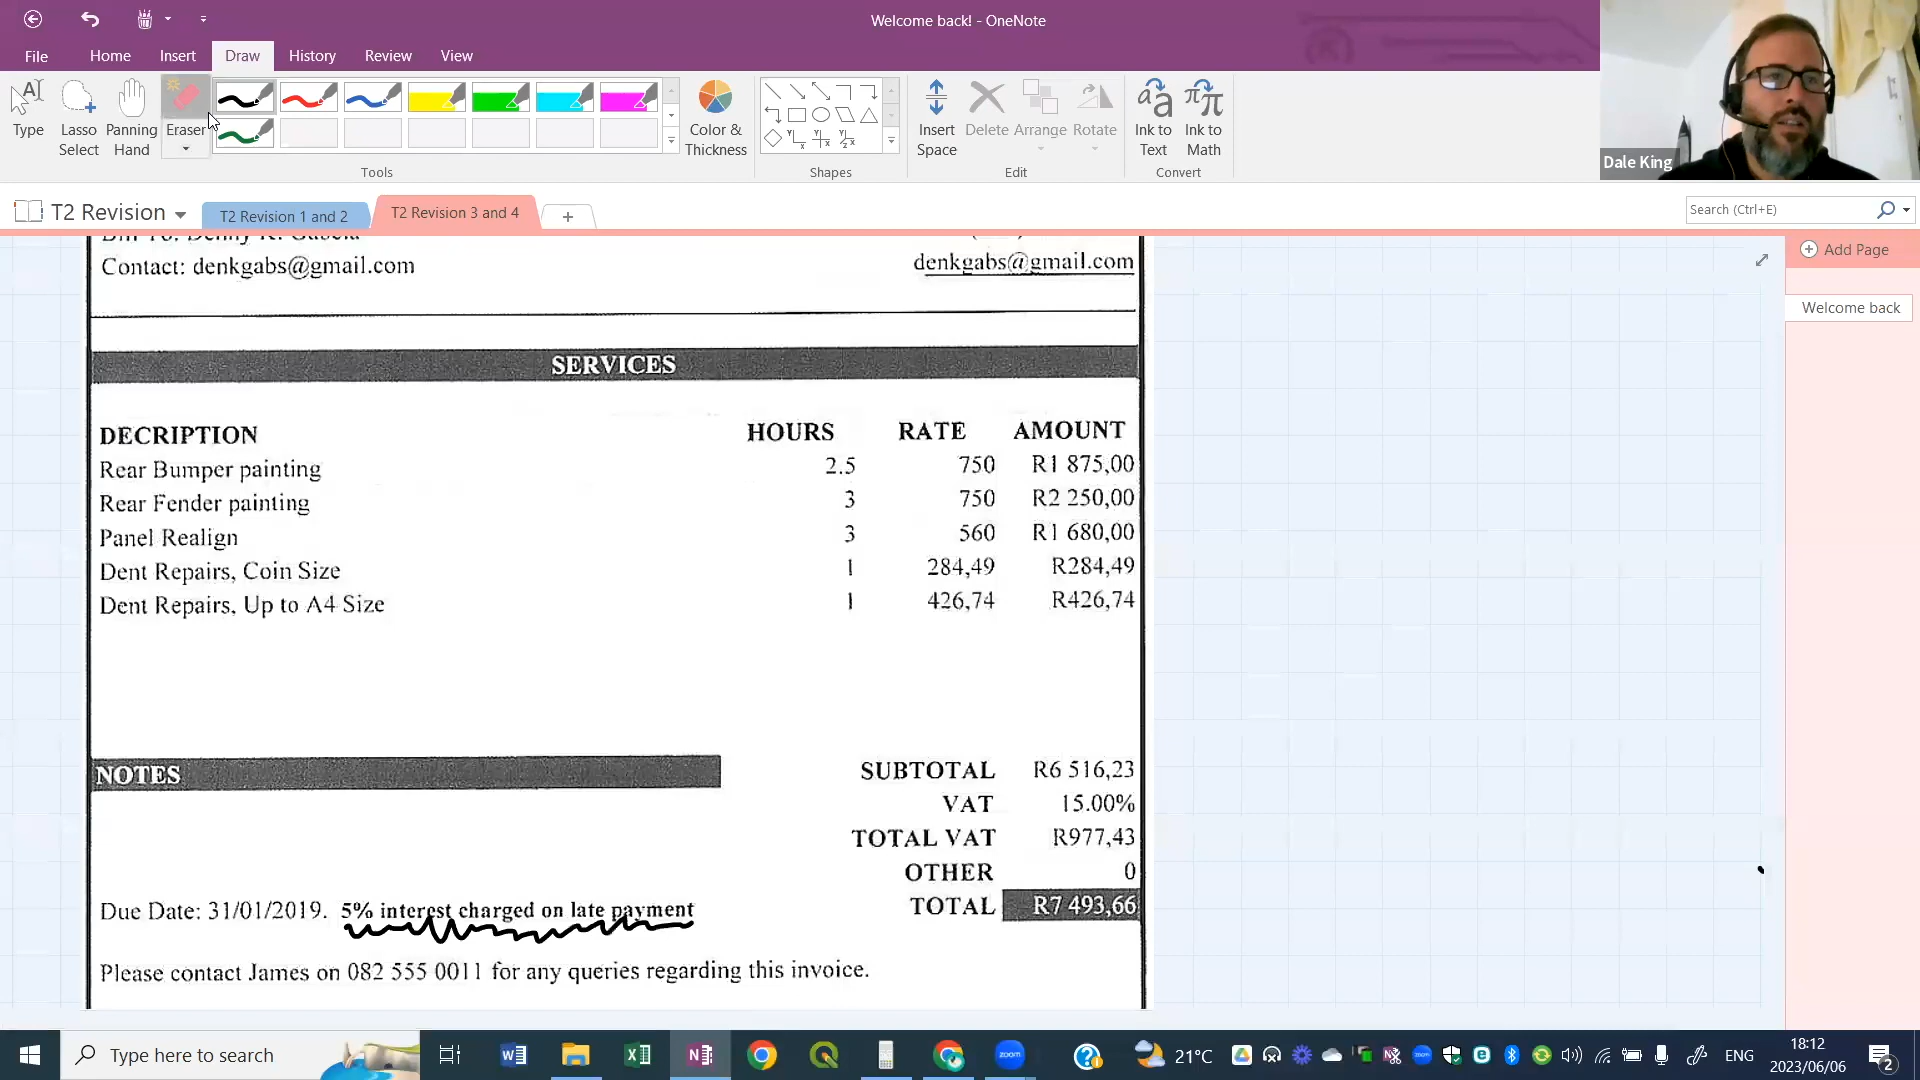 Welcome back! - OneNote
File Home Insert Draw History Review View
Type
Lasso Select
Panning Hand
Eraser
Color & Thickness
Insert Space
Delete
Arrange
Rotate
Ink to Text
Ink to Math
Tools
Shapes
Edit
Convert
Dale King
T2 Revision
T2 Revision 1 and 2
T2 Revision 3 and 4
Search (Ctrl+E)
Add Page
Welcome back
Contact: denkgabs@gmail.com
denkgabs@gmail.com
SERVICES
DECRIPTION HOURS RATE AMOUNT
Rear Bumper painting 2.5 750 R1 875,00
Rear Fender painting 3 750 R2 250,00
Panel Realign 3 560 R1 680,00
Dent Repairs, Coin Size 1 284,49 R284,49
Dent Repairs, Up to A4 Size 1 426,74 R426,74
NOTES
SUBTOTAL R6 516,23
VAT 15.00%
TOTAL VAT R977,43
OTHER 0
TOTAL R7 493,66
Due Date: 31/01/2019. 5% interest charged on late payment
Please contact James on 082 555 0011 for any queries regarding this invoice.
Type here to search
zoom
21°C
ENG
18:12
2023/06/06
2